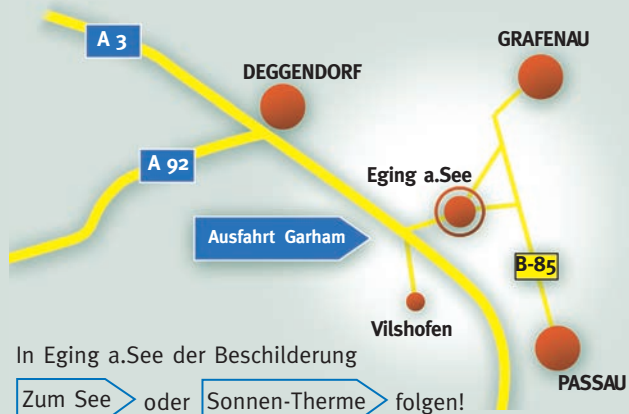 A 3
GRAFENAU
DEGGENDORF
A 92
Eging a.See
Ausfahrt Garham
B-85
Vilshofen
PASSAU
In Eging a.See der Beschilderung
Zum See oder Sonnen-Therme folgen!